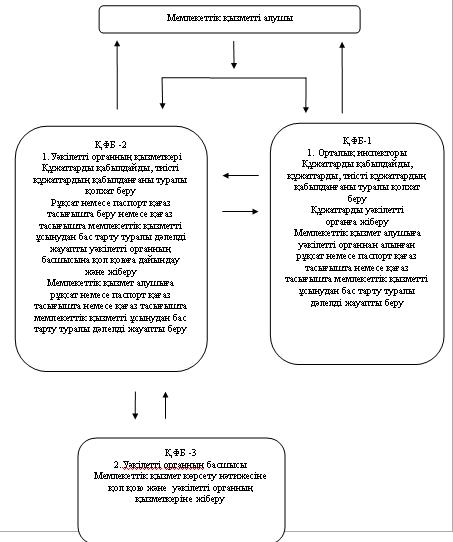 Мемлекеттік қызметті алушы
ҚФБ -2
1. Уәкілетті органның қызметкері
Құжаттарды қабылдайды, тиісті
құжаттардың қабылданғаны туралы
қолхат беру
Рұқсат немесе паспорт қағаз
тасығышта беру немесе қағаз
тасығышта мемлекеттік қызметті
ұсынудан бас тарту туралы дәлелді
жауапты уәкілетті органның
басшысына қол қоюға дайындау
және жіберу
Мемлекеттік қызмет алушыға
рұқсат немесе паспорт қағаз
тасығышта немесе қағаз тасығышта
мемлекеттік қызметті ұсынудан бас
тарту туралы дәлелді жауапты беру
ҚФБ-1
1. Орталық инспекторы
Құжаттарды қабылдайды,
құжаттарды, тиісті құжаттардың
қабылданғаны туралы қолхат
беру
Құжаттарды уәкілетті
органға жіберу
Мемлекеттік қызмет алушыға
уәкілетті органнан алынған
рұқсат немесе паспорт қағаз
тасығышта немесе қағаз
тасығышта мемлекеттік қызметті
ұсынудан бас тарту туралы
дәлелді жауапты беру
ҚФБ -3
2.Уәкілетті органның басшысы
Мемлекеттік қызмет көрсету нәтижесіне
қол қою және уәкілетті органның
қызметкеріне жіберу